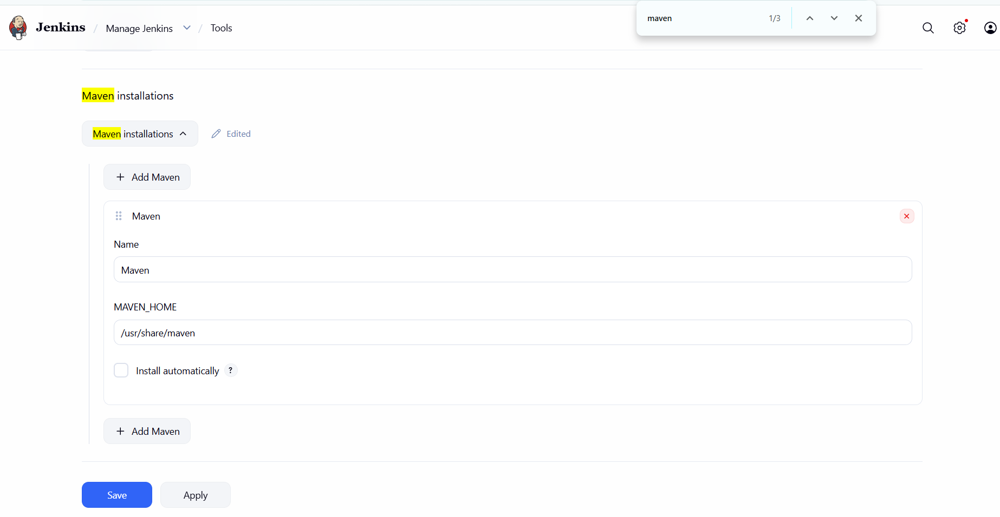 maven 1/3
Jenkins / Manage Jenkins / Tools
Maven installations
Maven installations Edited
+ Add Maven
Maven
Name
Maven
MAVEN_HOME
/usr/share/maven
Install automatically ?
+ Add Maven
Save Apply